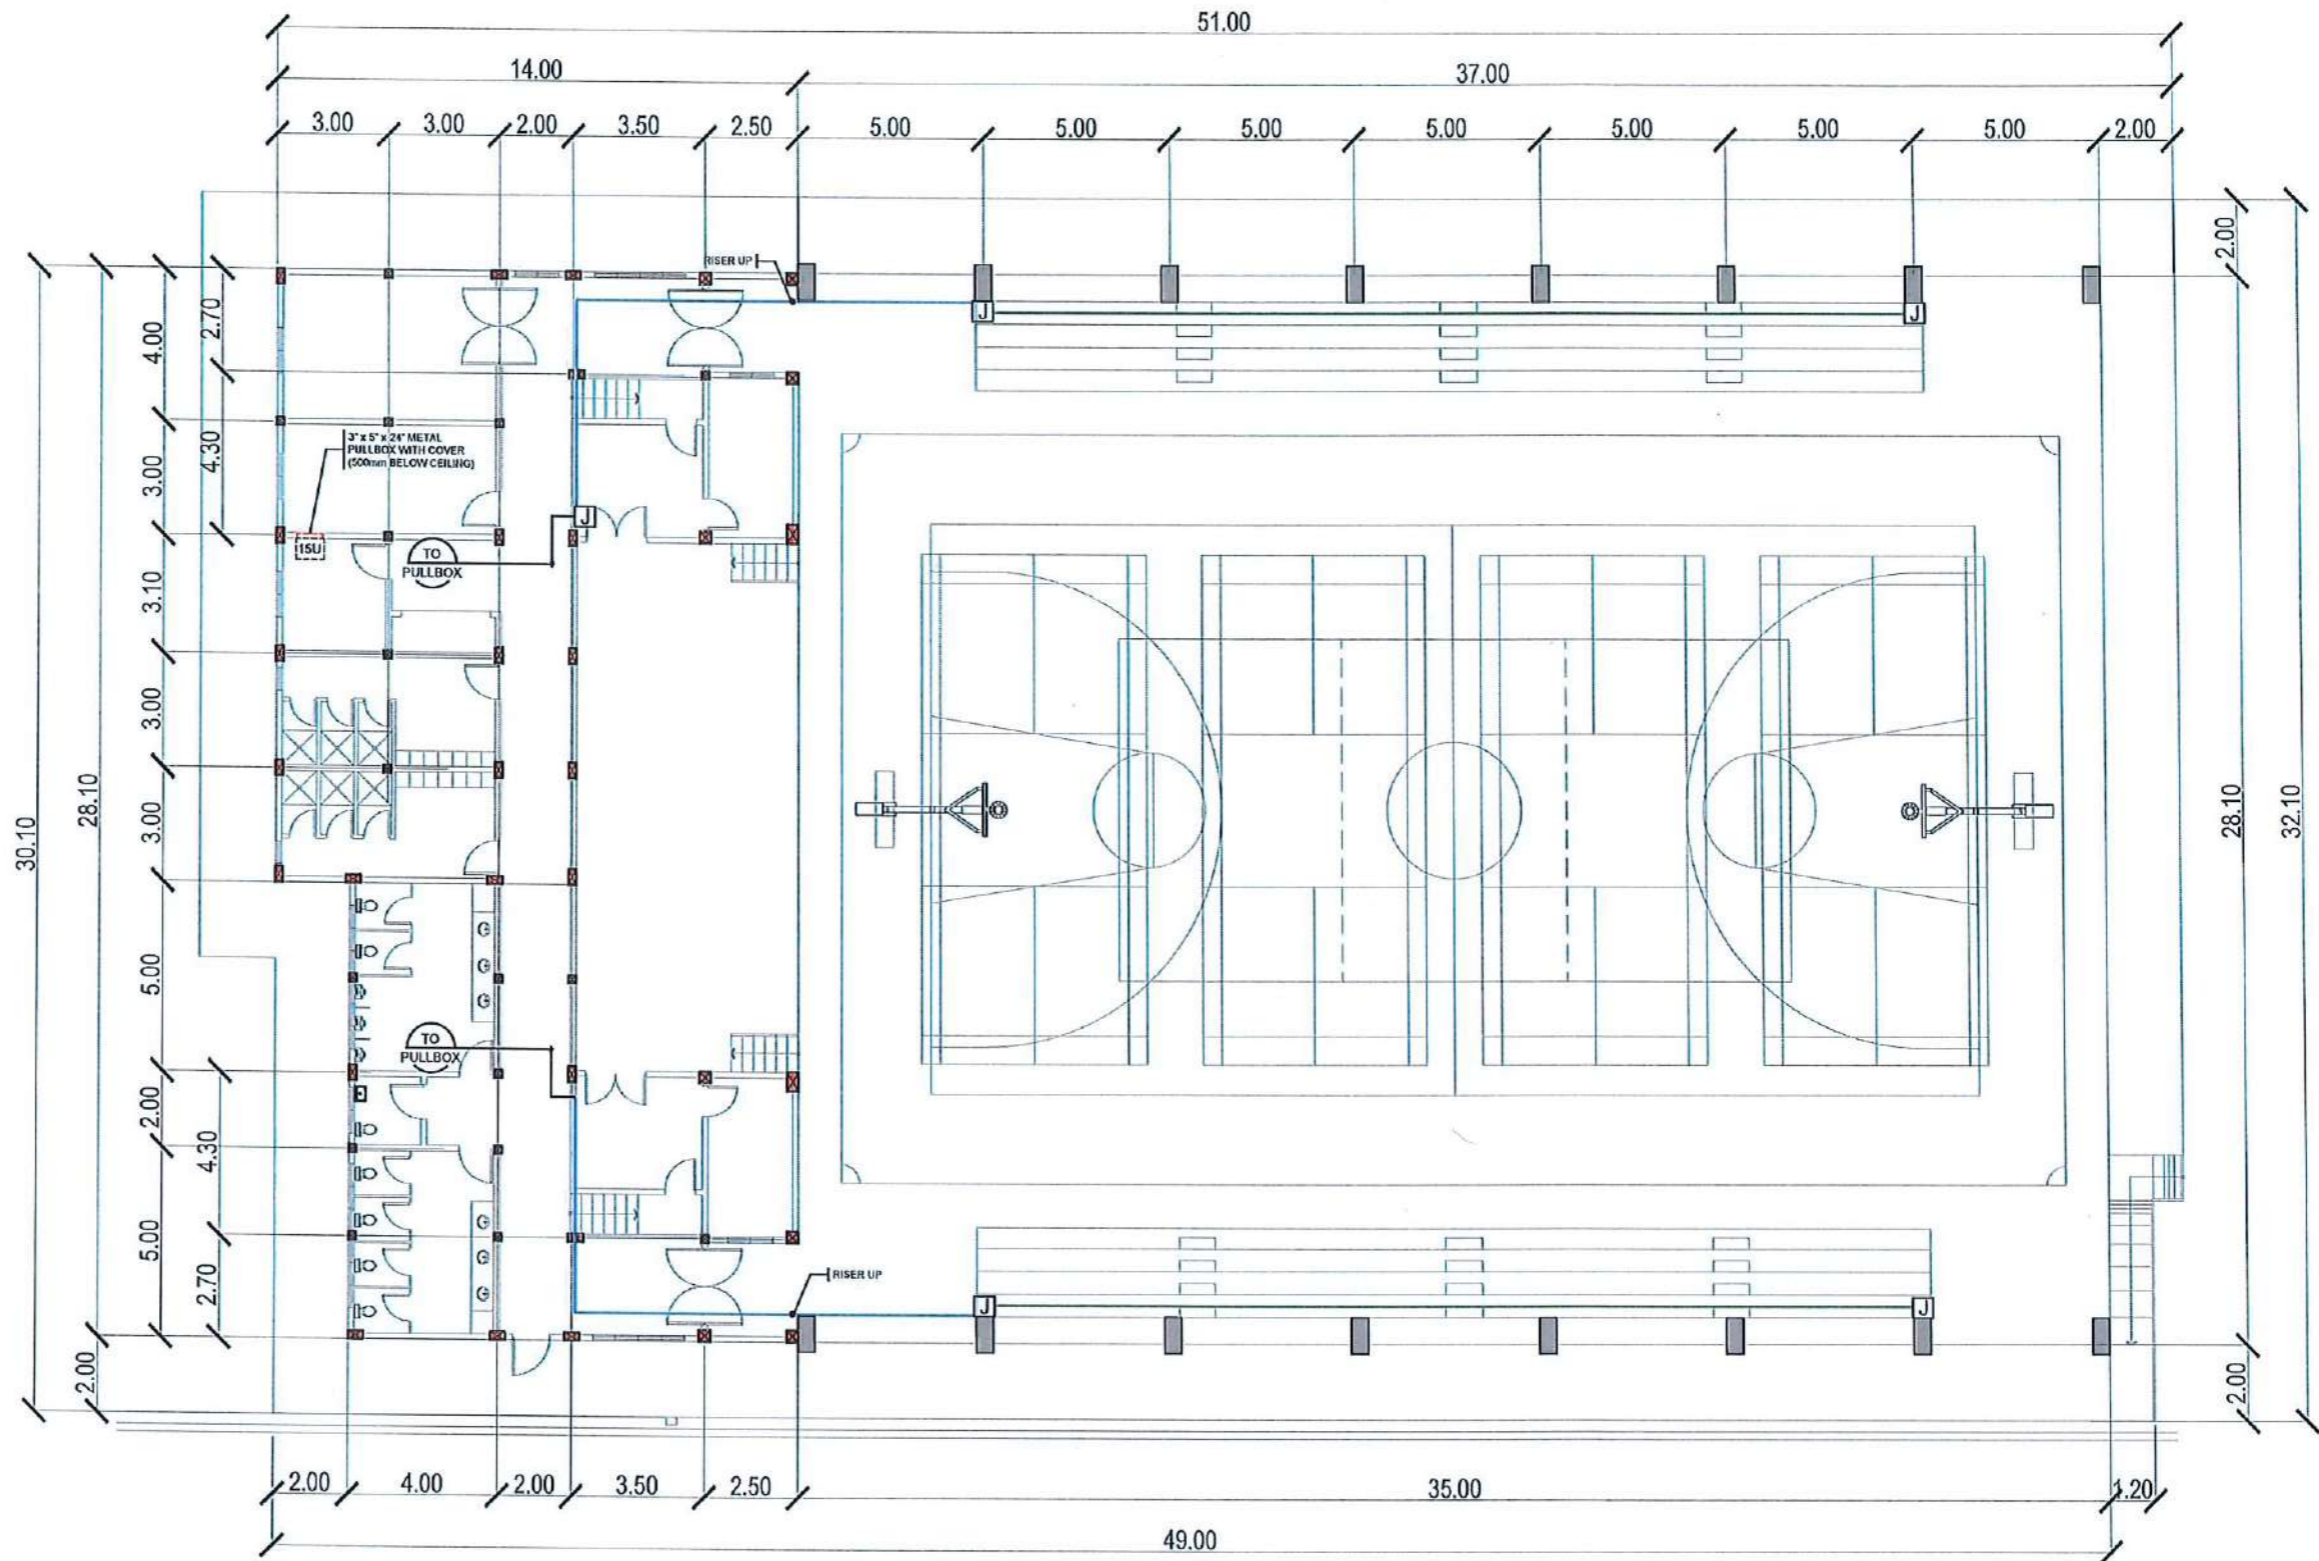 51.00
14.00
37.00
3.00
3.00
2.00
3.50
2.50
5.00
5.00
5.00
5.00
5.00
5.00
5.00
2.00
2.00
RISER UP
J
J
2.70
4.00
3" x 5" x 24" METAL
PULLBOX WITH COVER
(500mm BELOW CEILING)
4.30
3.00
J
15U
TO
PULLBOX
3.10
3.00
28.10
3.00
30.10
28.10
32.10
5.00
TO
PULLBOX
2.00
4.30
5.00
2.70
RISER UP
J
J
2.00
2.00
2.00
4.00
2.00
3.50
2.50
35.00
1.20
49.00